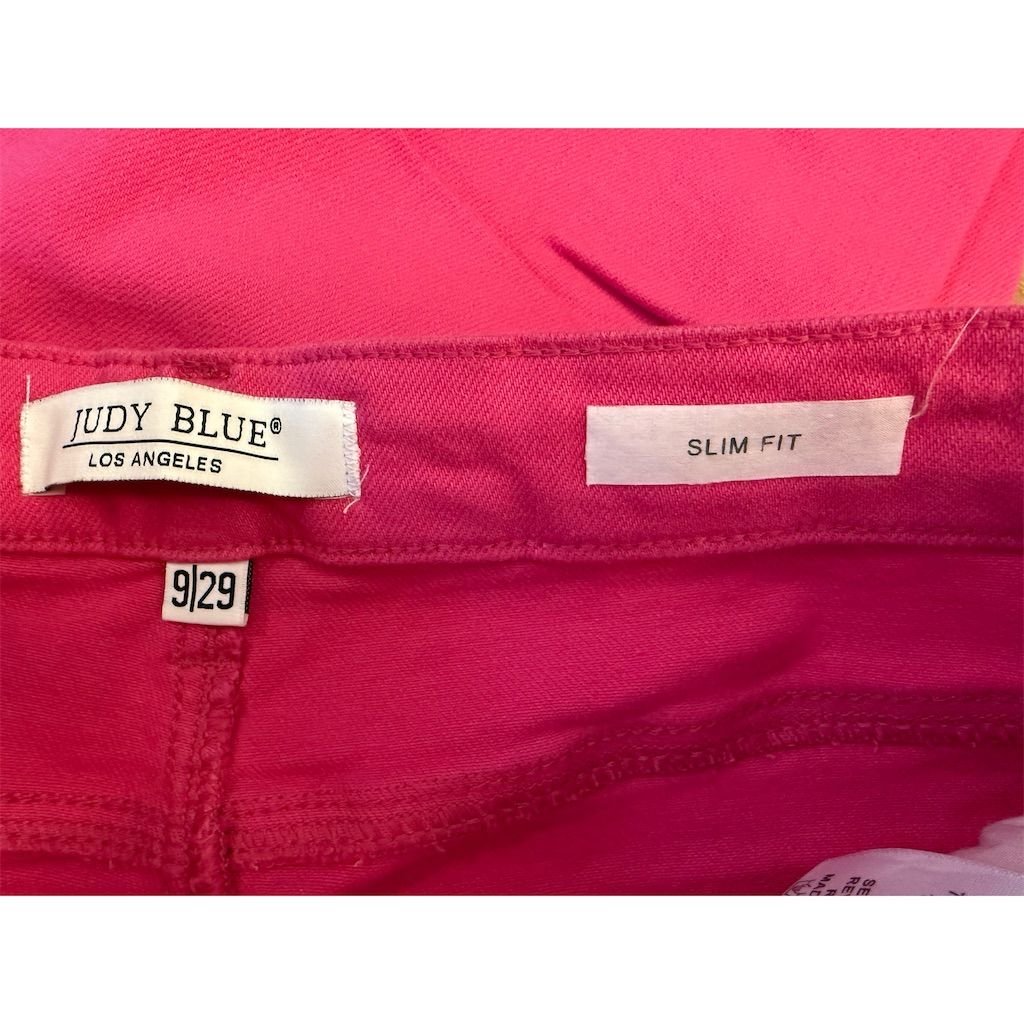 JUDY BLUE®
LOS ANGELES
SLIM FIT
9|29